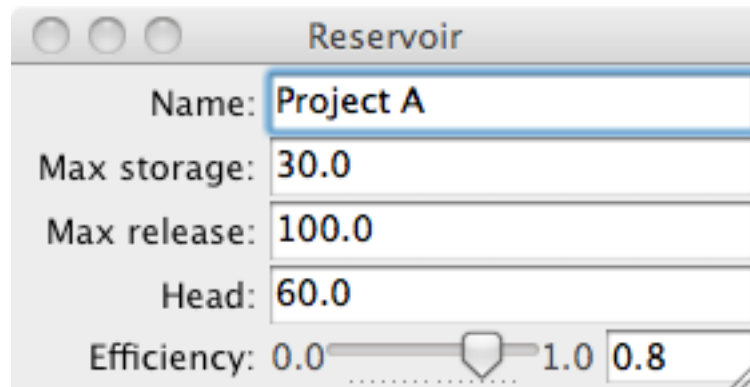 Reservoir
Name: Project A
Max storage: 30.0
Max release: 100.0
Head: 60.0
Efficiency: 0.0 1.0 0.8